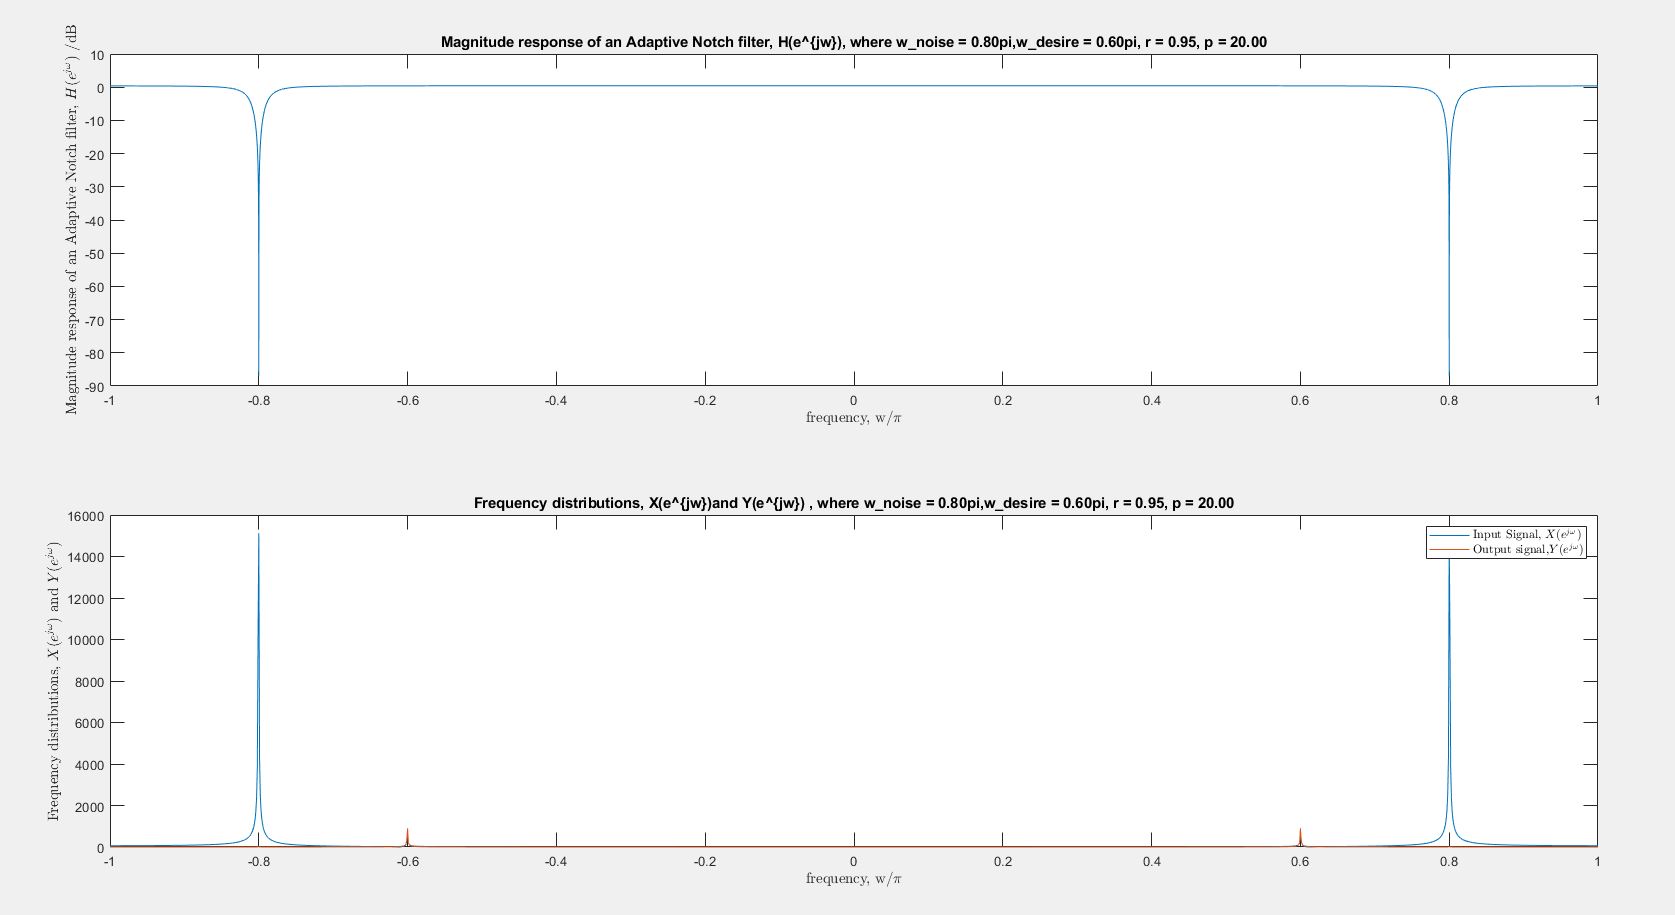 Magnitude response of an Adaptive Notch filter, H(e^{jw}), where w_noise = 0.80pi,w_desire = 0.60pi, r = 0.95, p = 20.00
Magnitude response of an Adaptive Notch filter, H(e^{jω}) /dB
10
0
-10
-20
-30
-40
-50
-60
-70
-80
-90
-1 -0.8 -0.6 -0.4 -0.2 0 0.2 0.4 0.6 0.8 1
frequency, w/π
Frequency distributions, X(e^{jw})and Y(e^{jw}) , where w_noise = 0.80pi,w_desire = 0.60pi, r = 0.95, p = 20.00
Frequency distributions, X(e^{jω}) and Y(e^{jω})
16000
14000
12000
10000
8000
6000
4000
2000
0
Input Signal, X(e^{jω})
Output signal,Y(e^{jω})
-1 -0.8 -0.6 -0.4 -0.2 0 0.2 0.4 0.6 0.8 1
frequency, w/π